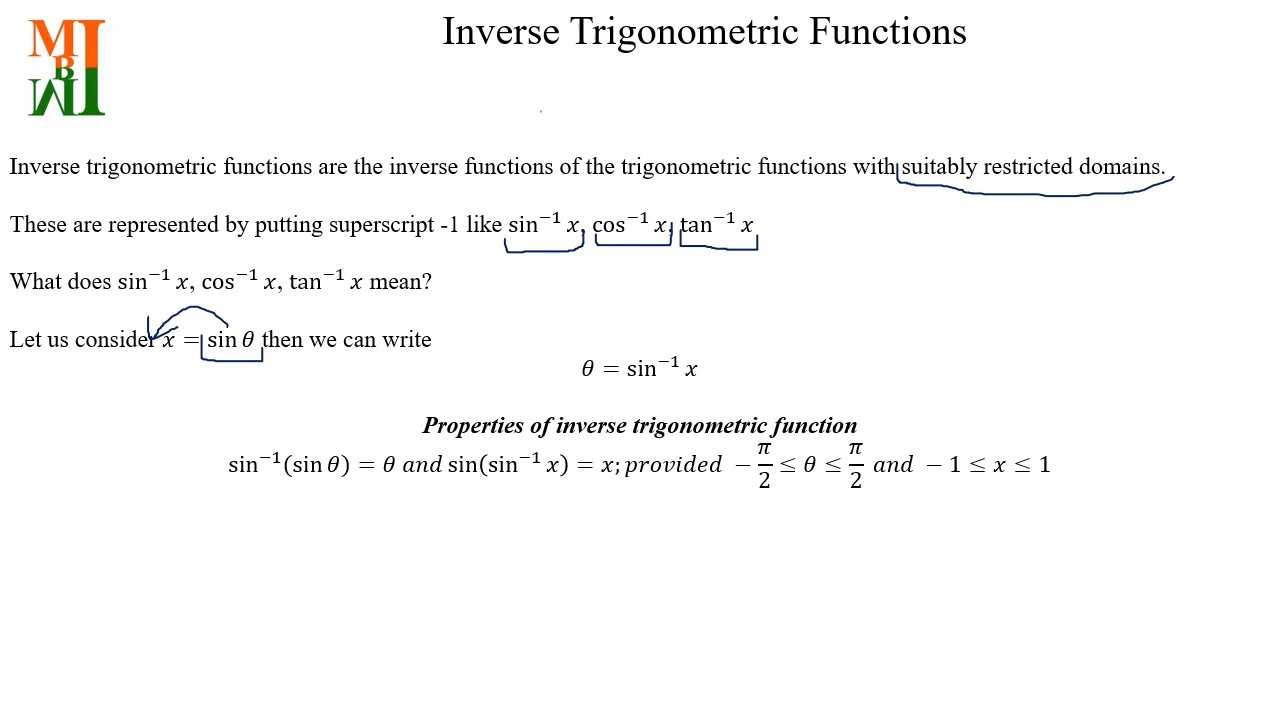 Inverse Trigonometric Functions
MI
B
MI
Inverse trigonometric functions are the inverse functions of the trigonometric functions with suitably restricted domains.
These are represented by putting superscript -1 like sin⁻¹ x, cos⁻¹ x, tan⁻¹ x
What does sin⁻¹ x, cos⁻¹ x, tan⁻¹ x mean?
Let us consider x = sin θ then we can write
θ = sin⁻¹ x
Properties of inverse trigonometric function
sin⁻¹(sin θ) = θ and sin(sin⁻¹ x) = x; provided − π/2 ≤ θ ≤ π/2 and − 1 ≤ x ≤ 1